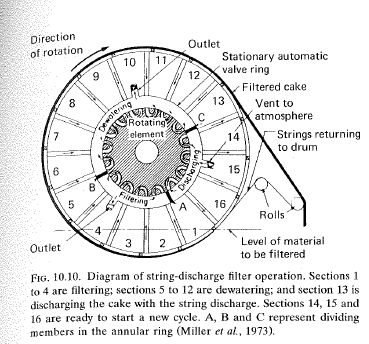 Direction
of rotation
Outlet
Stationary automatic
valve ring
Filtered cake
Vent to
atmosphere
Strings returning
to drum
10
11
9
12
8
13
7
14
6
15
5
16
4
3
2
1
Dewatering
Rotating
element
C
Discharging
B
A
Filtering
Rolls
Outlet
Level of material
to be filtered
FIG. 10.10. Diagram of string-discharge filter operation. Sections 1
to 4 are filtering; sections 5 to 12 are dewatering; and section 13 is
discharging the cake with the string discharge. Sections 14, 15 and
16 are ready to start a new cycle. A, B and C represent dividing
members in the annular ring (Miller et al., 1973).